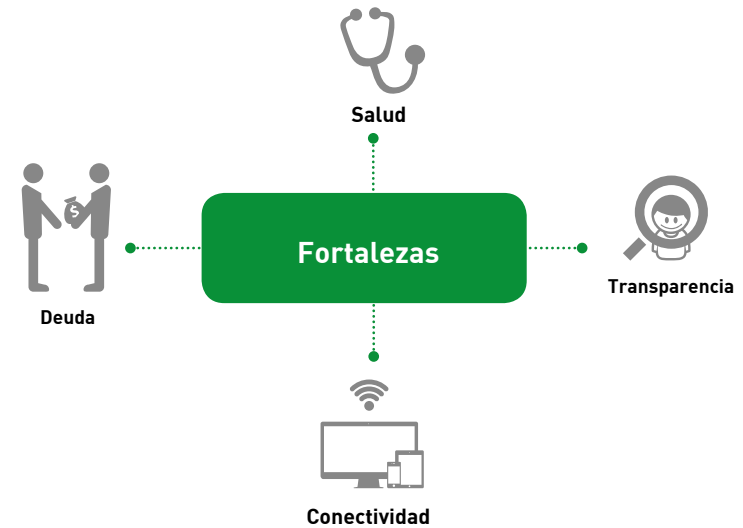 Salud
Fortalezas
$
Transparencia
Deuda
Conectividad